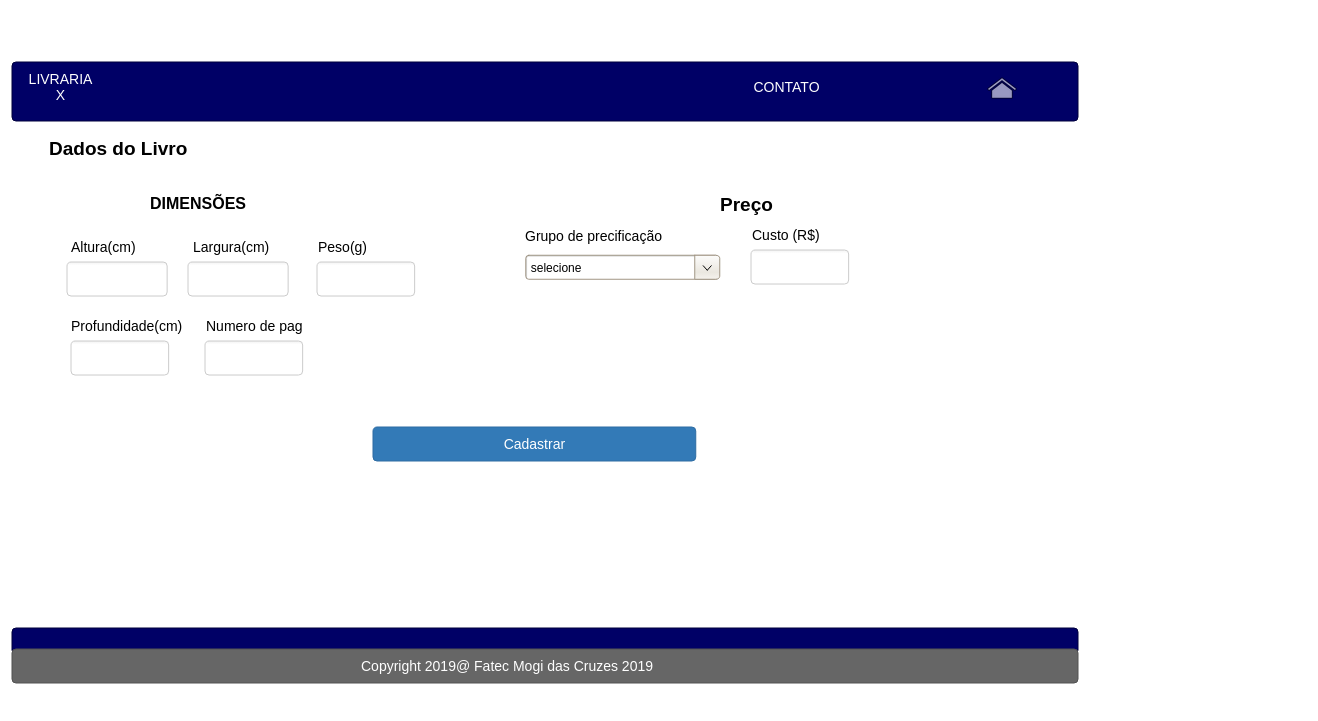 LIVRARIA
X
CONTATO
Dados do Livro
DIMENSÕES
Preço
Altura(cm)
Largura(cm)
Peso(g)
Grupo de precificação
Custo (R$)
selecione
Profundidade(cm)
Numero de pag
Cadastrar
Copyright 2019@ Fatec Mogi das Cruzes 2019